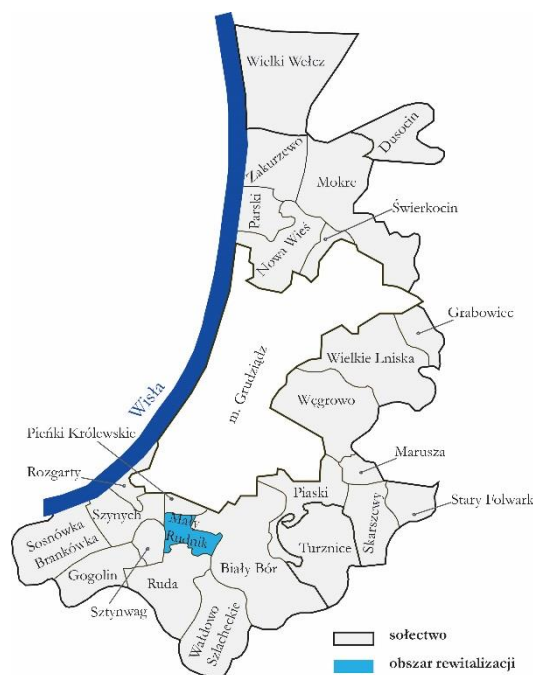 Wielki Wełcz
Dusocin
Zakurzewo
Mokre
Parski
Świerkocin
Nowa Wieś
Grabowiec
Wielkie Lniska
m. Grudziądz
Węgrowo
Wisła
Pieńki Królewskie
Marusza
Rozgarty
Piaski
Stary Folwark
Szynych
Mały
Rudnik
Skarszewy
Sosnówka
Brankówka
Turznice
Biały Bór
Gogolin
Ruda
Sztynwag
Wałdowo
Szlacheckie
sołectwo
obszar rewitalizacji